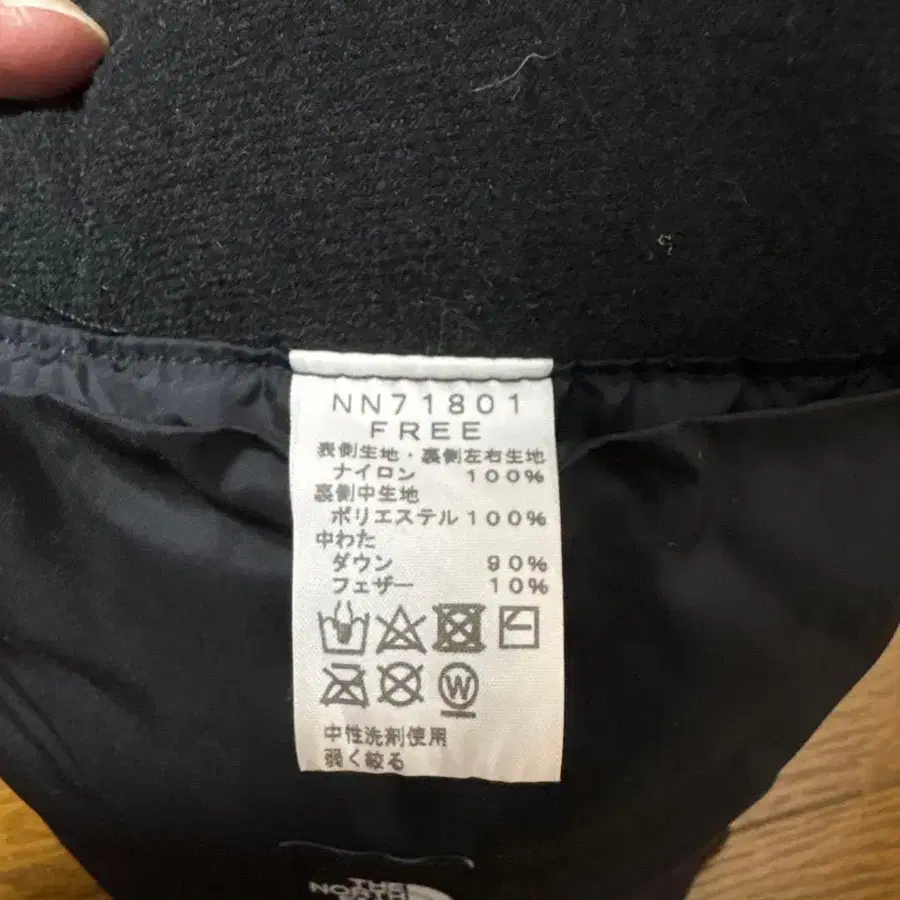 NN71801
FREE
表側生地・裏側左右生地
ナイロン 100%
裏側中生地
ポリエステル100%
中わた
ダウン 90%
フェザー 10%
W
中性洗剤使用
弱く絞る
THE
NORTH